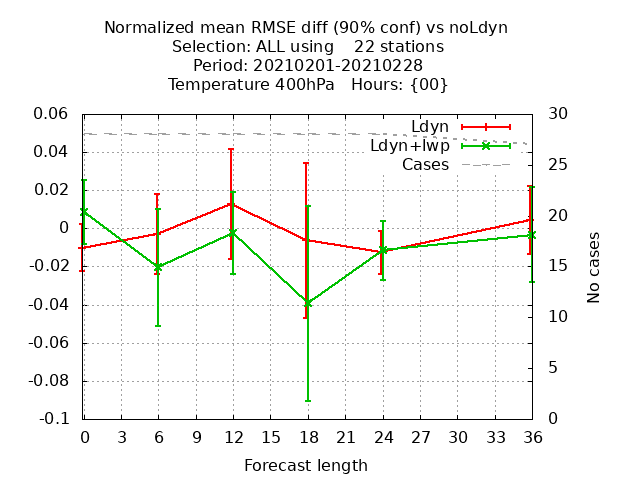 Normalized mean RMSE diff (90% conf) vs noLdyn
Selection: ALL using    22 stations
Period: 20210201-20210228
Temperature 400hPa   Hours: {00}
0.06
0.04
0.02
0
-0.02
-0.04
-0.06
-0.08
-0.1
Ldyn
Ldyn+lwp
Cases
30
25
20
15
10
5
0
No cases
0 3 6 9 12 15 18 21 24 27 30 33 36
Forecast length